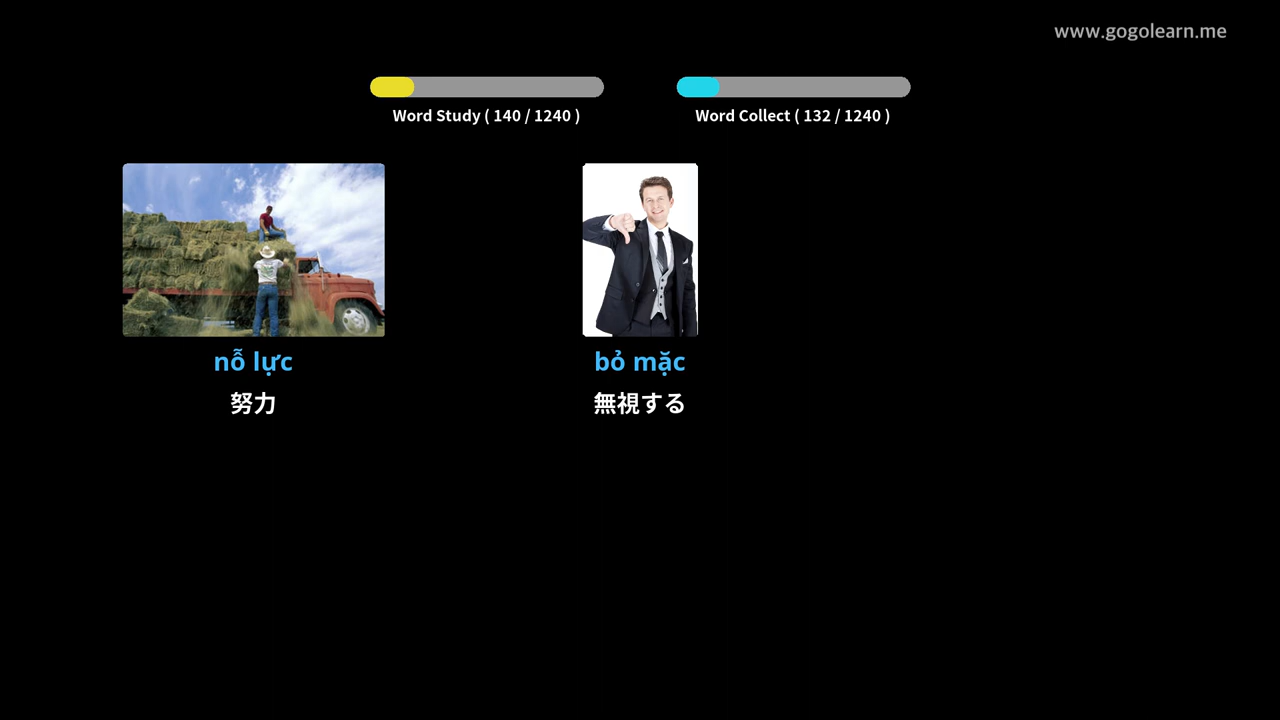 www.gogolearn.me
Word Study ( 140 / 1240 )
Word Collect ( 132 / 1240 )
nỗ lực
努力
bỏ mặc
無視する